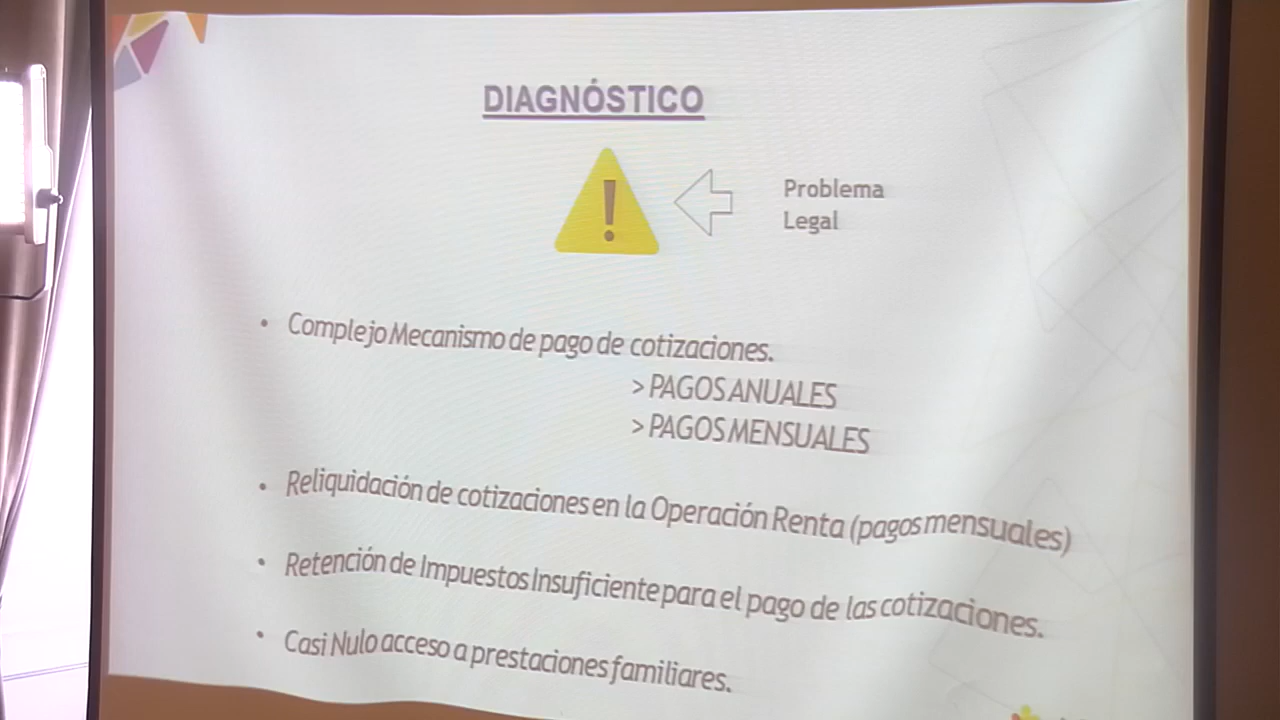 DIAGNÓSTICO
!
Problema
Legal
• Complejo Mecanismo de pago de cotizaciones.
> PAGOS ANUALES
> PAGOS MENSUALES
• Reliquidación de cotizaciones en la Operación Renta (pagos mensuales)
• Retención de Impuestos Insuficiente para el pago de las cotizaciones.
• Casi Nulo acceso a prestaciones familiares.